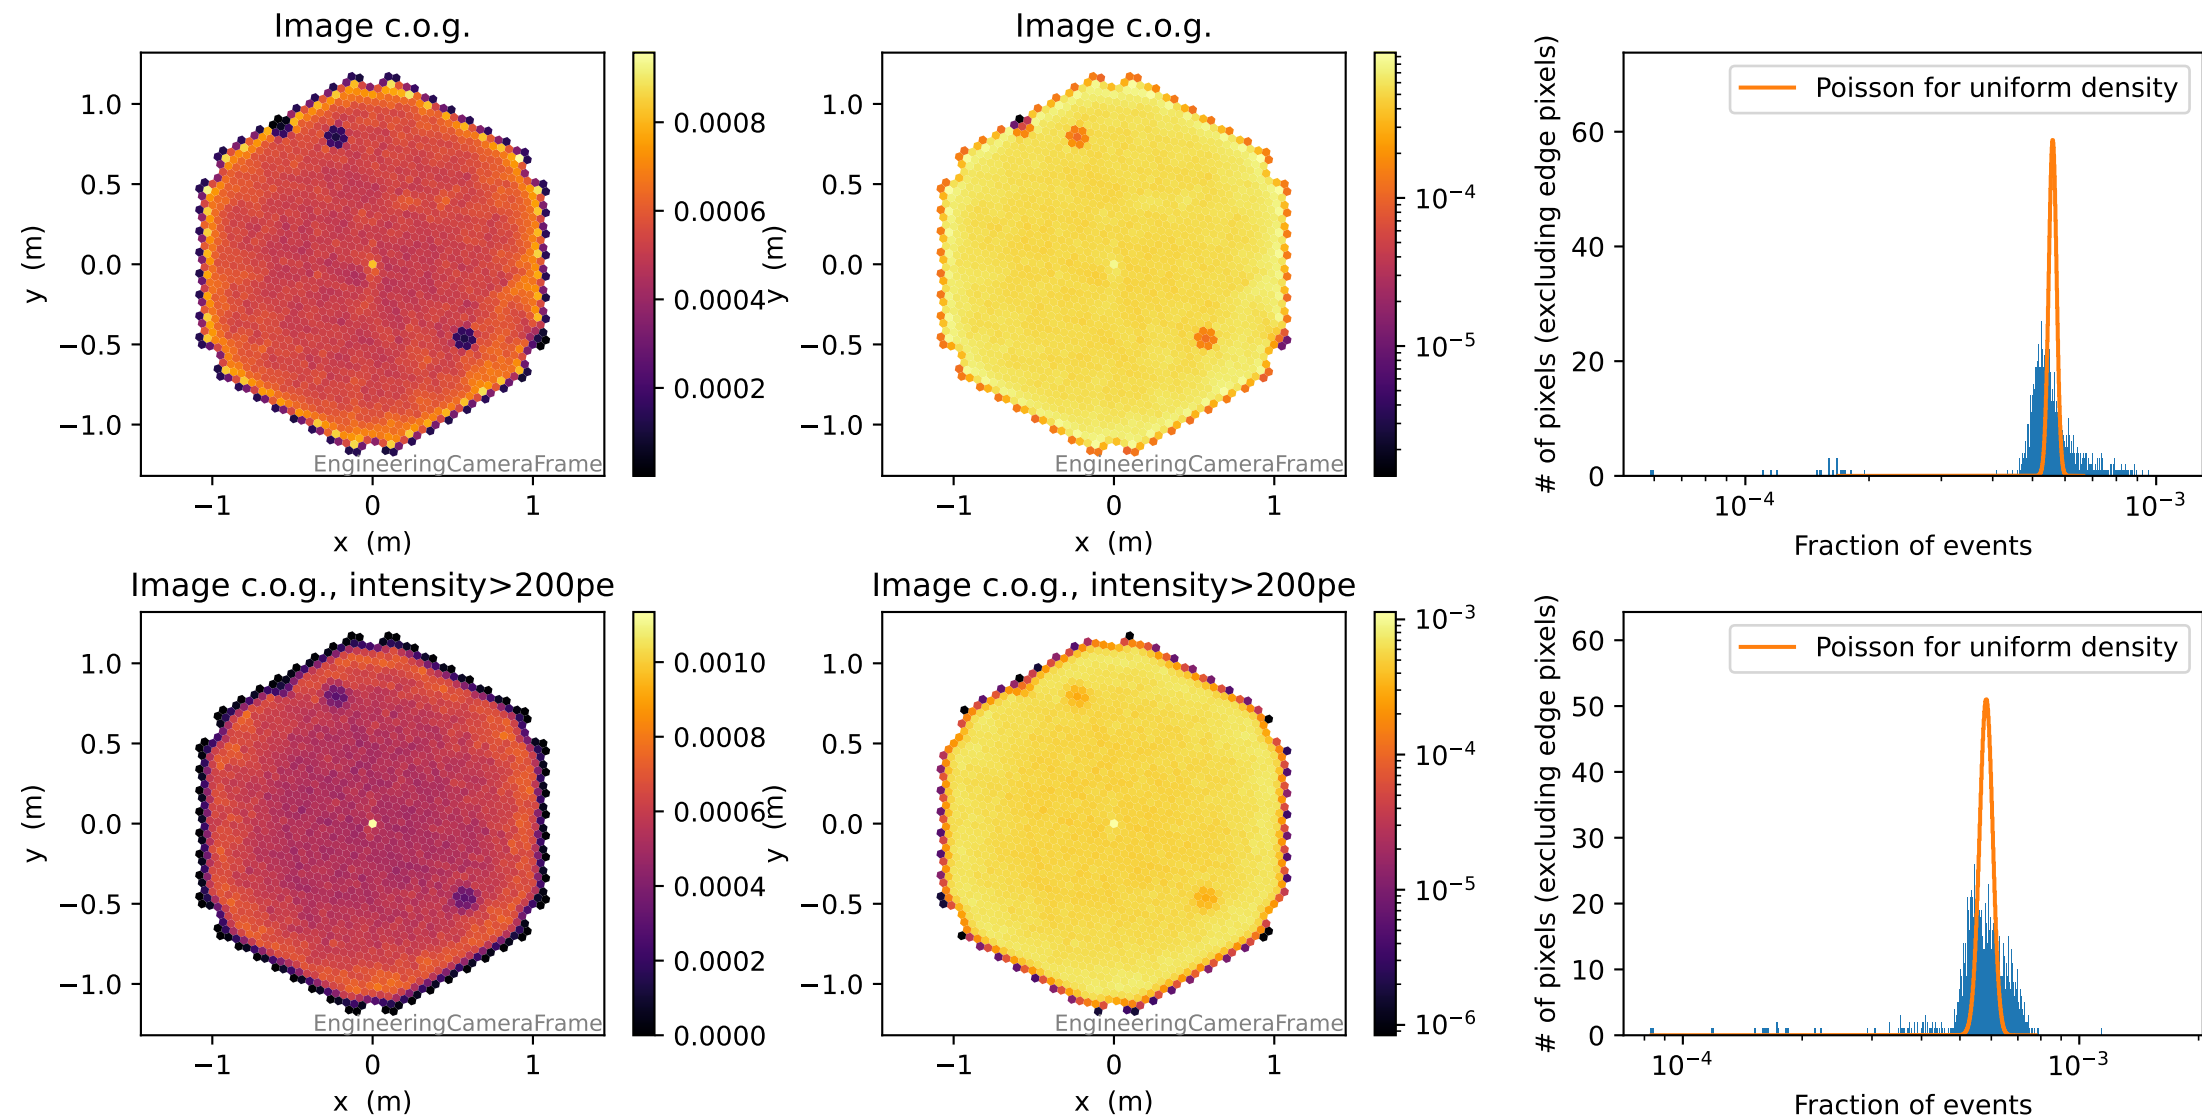 Image c.o.g.
1.0
0.5
0.0
−0.5
−1.0
y (m)
−1
0
1
x (m)
EngineeringCameraFrame
0.0008
0.0006
0.0004
0.0002
Image c.o.g.
1.0
0.5
0.0
−0.5
−1.0
y (m)
−1
0
1
x (m)
EngineeringCameraFrame
10⁻⁴
10⁻⁵
Poisson for uniform density
60
40
20
0
# of pixels (excluding edge pixels)
10⁻⁴
10⁻³
Fraction of events
Image c.o.g., intensity>200pe
1.0
0.5
0.0
−0.5
−1.0
y (m)
−1
0
1
x (m)
EngineeringCameraFrame
0.0010
0.0008
0.0006
0.0004
0.0002
0.0000
Image c.o.g., intensity>200pe
1.0
0.5
0.0
−0.5
−1.0
y (m)
−1
0
1
x (m)
EngineeringCameraFrame
10⁻³
10⁻⁴
10⁻⁵
10⁻⁶
Poisson for uniform density
60
50
40
30
20
10
0
# of pixels (excluding edge pixels)
10⁻⁴
10⁻³
Fraction of events